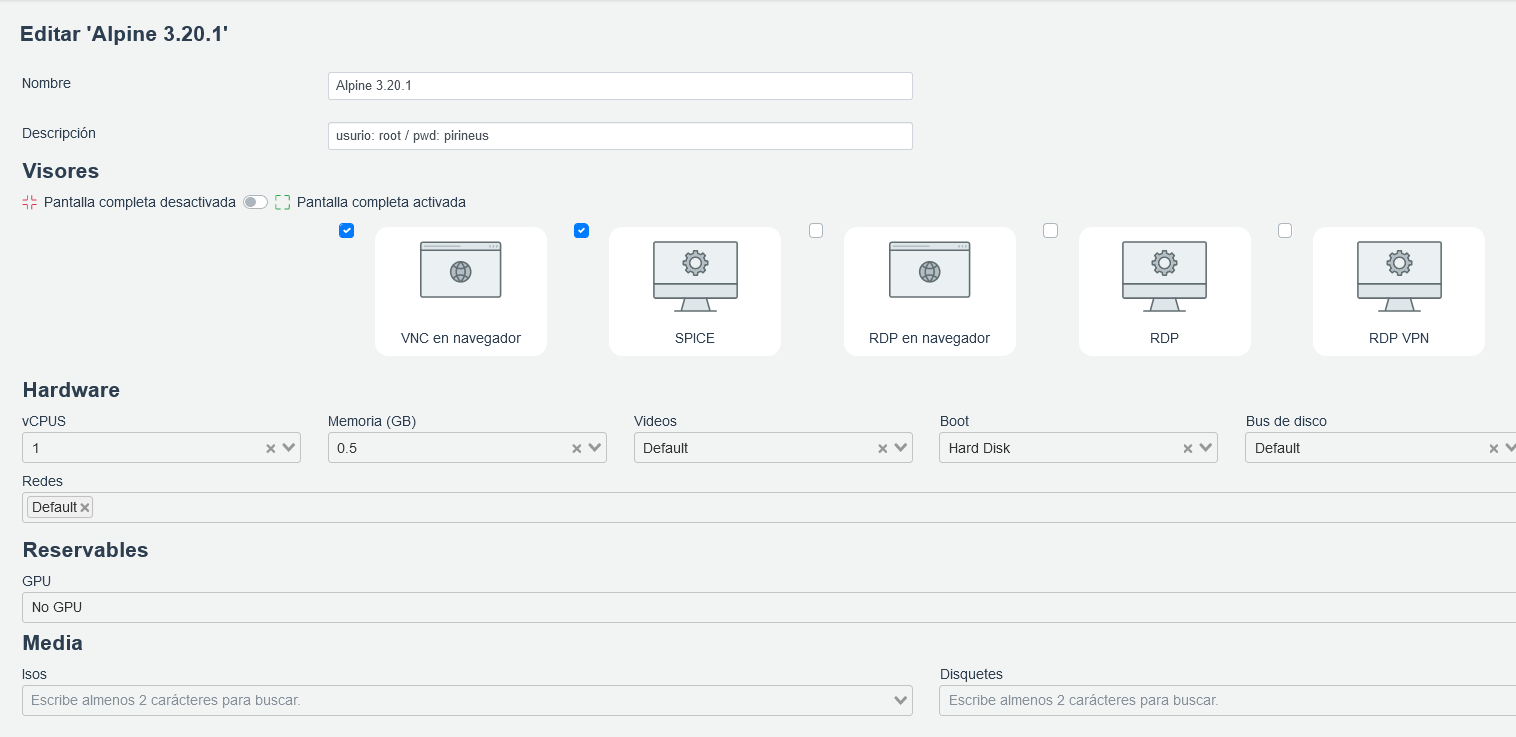 Editar 'Alpine 3.20.1'
Nombre
Alpine 3.20.1
Descripción
usurio: root / pwd: pirineus
Visores
Pantalla completa desactivada
Pantalla completa activada
VNC en navegador
SPICE
RDP en navegador
RDP
RDP VPN
Hardware
vCPUS
Memoria (GB)
Videos
Boot
Bus de disco
1
0.5
Default
Hard Disk
Default
Redes
Default
Reservables
GPU
No GPU
Media
Isos
Disquetes
Escribe almenos 2 carácteres para buscar.
Escribe almenos 2 carácteres para buscar.